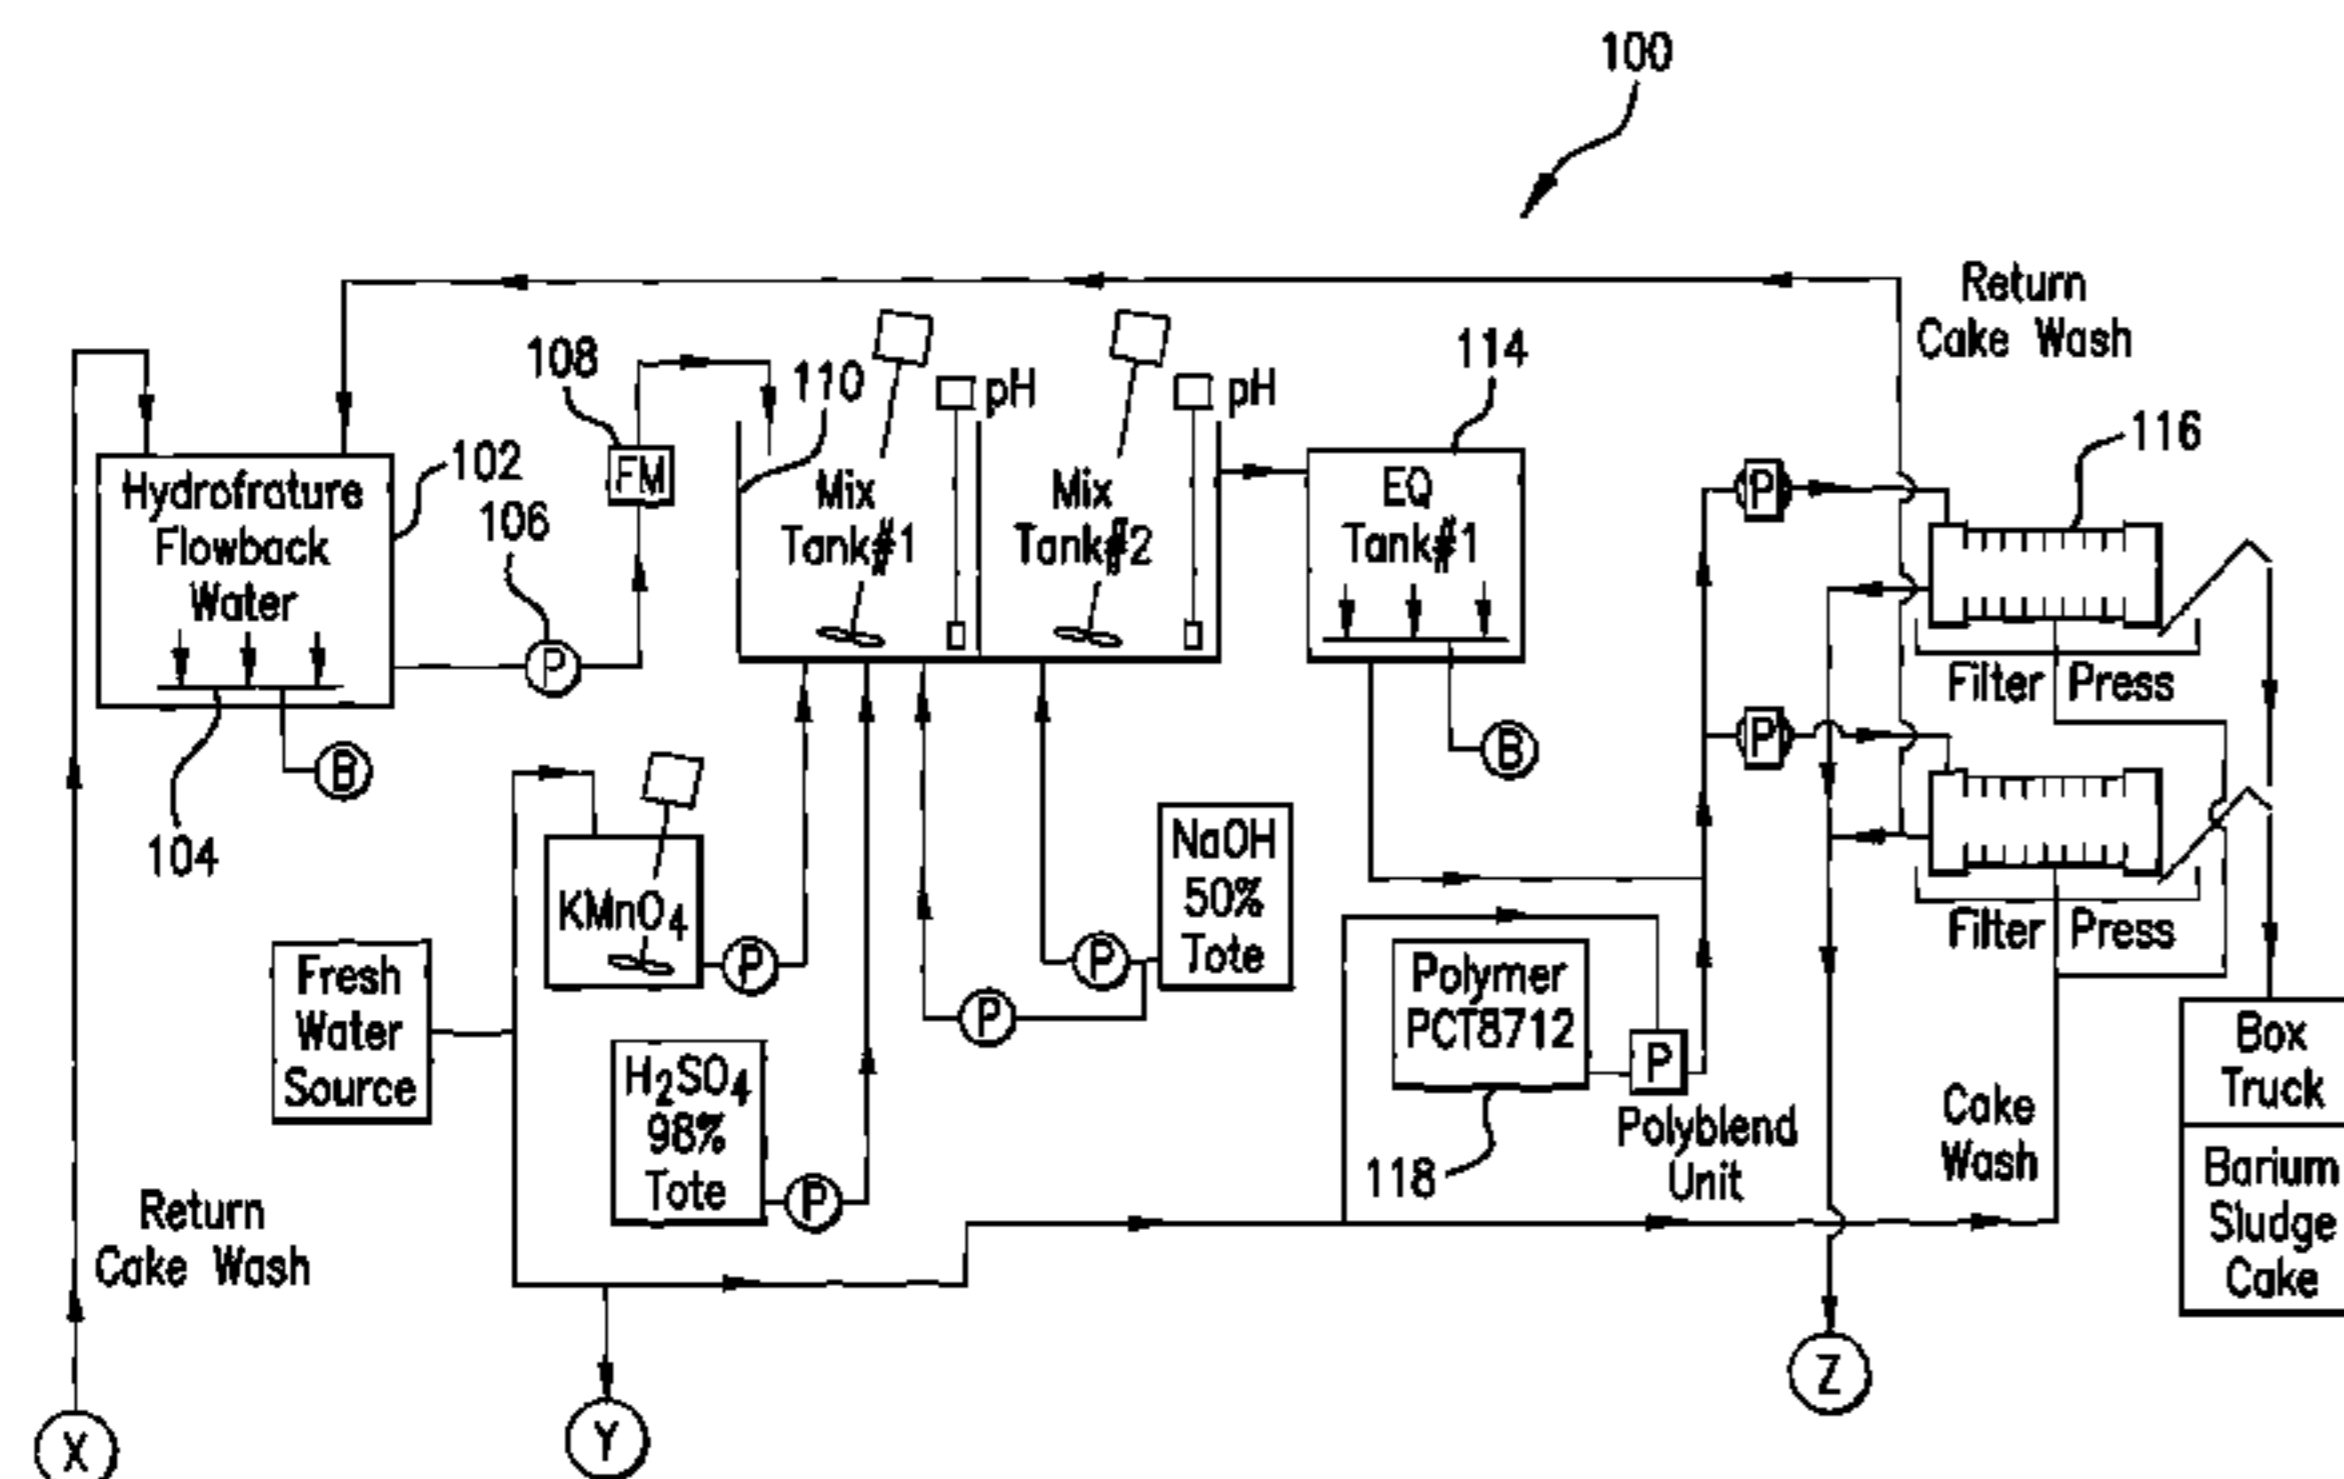 100
Return
Cake Wash
108
110
pH
pH
114
116
Hydrofrature
Flowback
Water
102
106
FM
Mix
Tank#1
Mix
Tank#2
EQ
Tank#1
P
P
Filter Press
P
P
B
B
104
KMnO4
P
NaOH
50%
Tote
P
P
Filter Press
Fresh
Water
Source
H2SO4
98%
Tote
P
Polymer
PCT8712
P
Polyblend
Unit
118
Cake
Wash
Box
Truck
Barium
Sludge
Cake
Return
Cake Wash
X
Y
Z